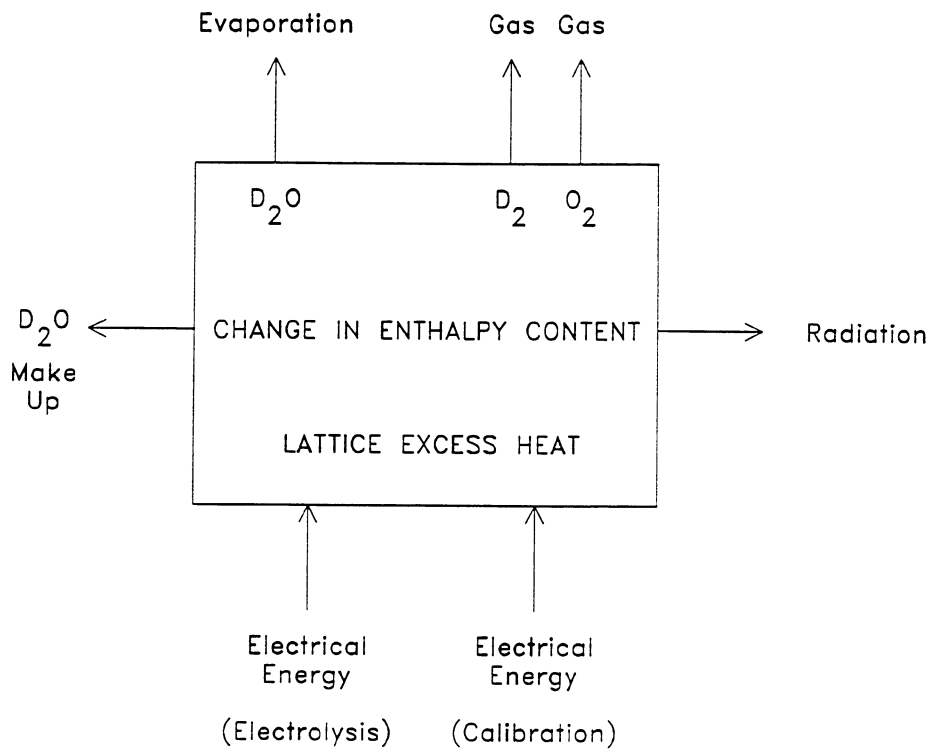 Evaporation
Gas Gas
D₂O
D₂ O₂
D₂O
Make
Up
CHANGE IN ENTHALPY CONTENT
Radiation
LATTICE EXCESS HEAT
Electrical
Energy
(Electrolysis)
Electrical
Energy
(Calibration)